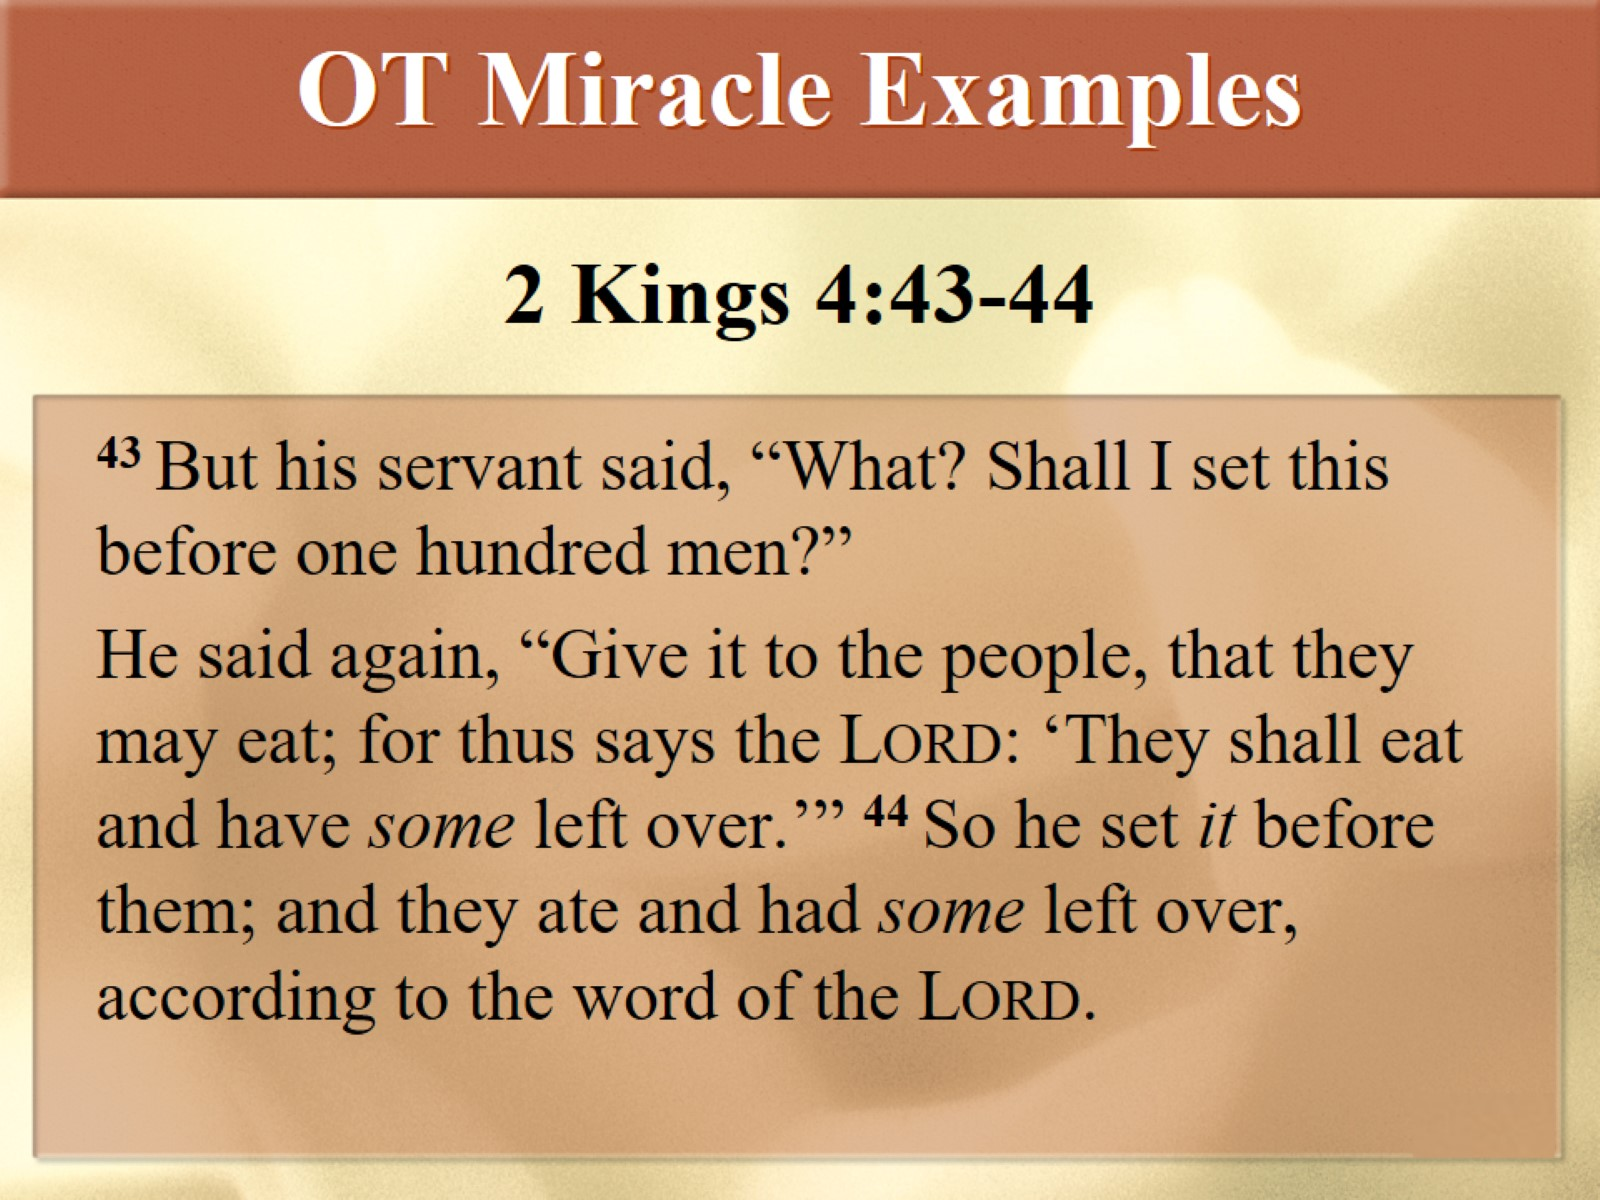 OT Miracle Examples
2 Kings 4:43-44
43 But his servant said, “What? Shall I set this
before one hundred men?”
He said again, “Give it to the people, that they
may eat; for thus says the LORD: ‘They shall eat
and have some left over.’” 44 So he set it before
them; and they ate and had some left over,
according to the word of the LORD.